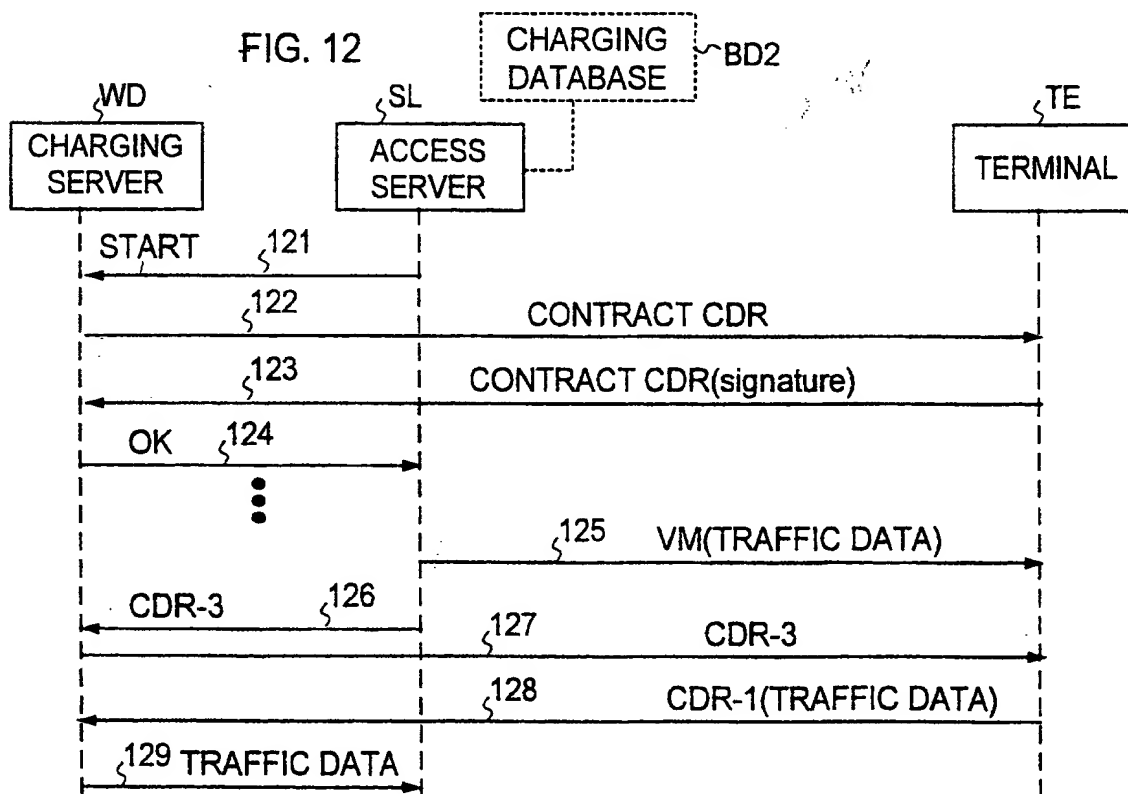 FIG. 12
CHARGING
DATABASE
BD2
WD
SL
TE
CHARGING
SERVER
ACCESS
SERVER
TERMINAL
START
121
122
CONTRACT CDR
123
CONTRACT CDR(signature)
OK
124
125
VM(TRAFFIC DATA)
CDR-3
126
127
CDR-3
128
CDR-1(TRAFFIC DATA)
129
TRAFFIC DATA